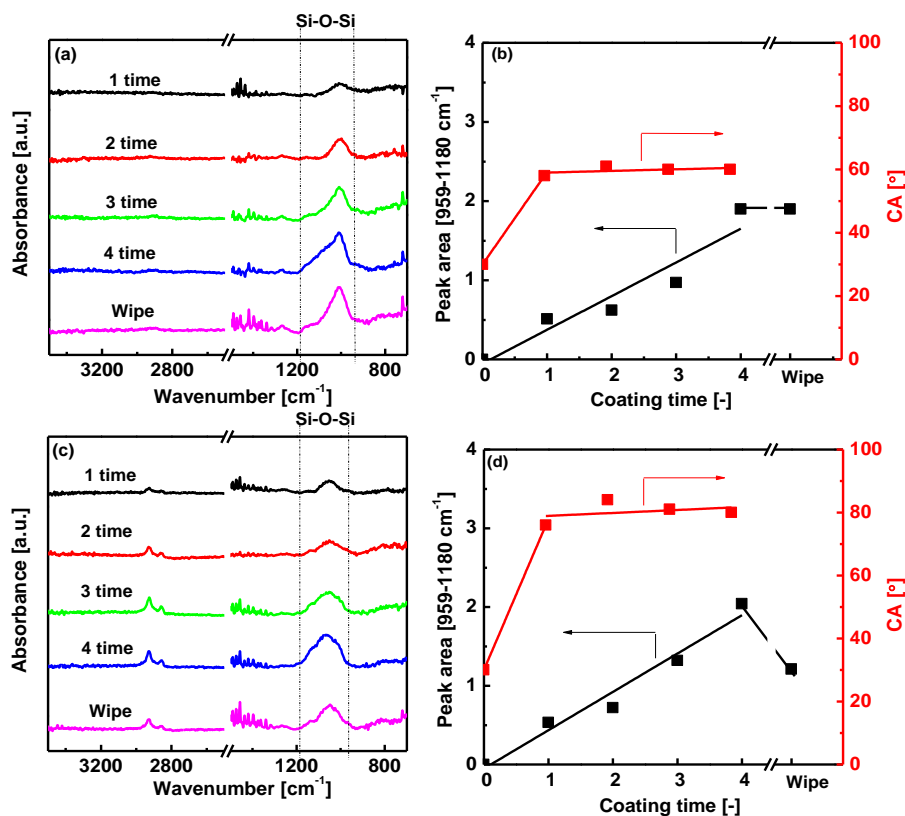 Si-O-Si
(a)
1 time
2 time
3 time
4 time
Wipe
Absorbance [a.u.]
3200 2800 1200 800
Wavenumber [cm-1]
(b)
4
3
2
1
0
Peak area [959-1180 cm-1]
100
80
60
40
20
0
CA [°]
0 1 2 3 4 Wipe
Coating time [-]
Si-O-Si
(c)
1 time
2 time
3 time
4 time
Wipe
Absorbance [a.u.]
3200 2800 1200 800
Wavenumber [cm-1]
(d)
4
3
2
1
0
Peak area [959-1180 cm-1]
100
80
60
40
20
0
CA [°]
0 1 2 3 4 Wipe
Coating time [-]